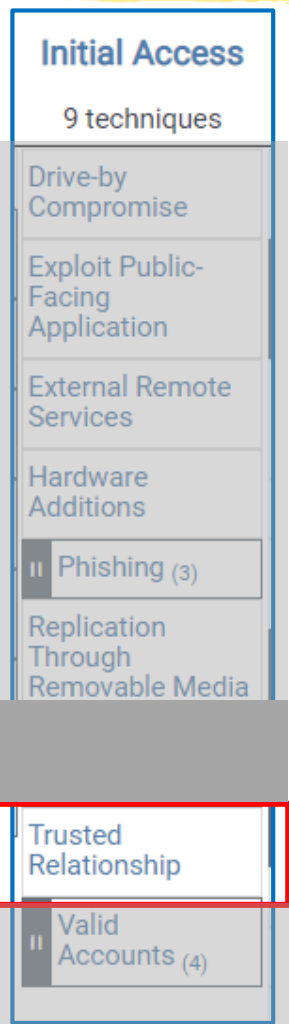 Initial Access
9 techniques
Drive-by
Compromise
Exploit Public-
Facing
Application
External Remote
Services
Hardware
Additions
Phishing (3)
Replication
Through
Removable Media
Trusted
Relationship
Valid
Accounts (4)